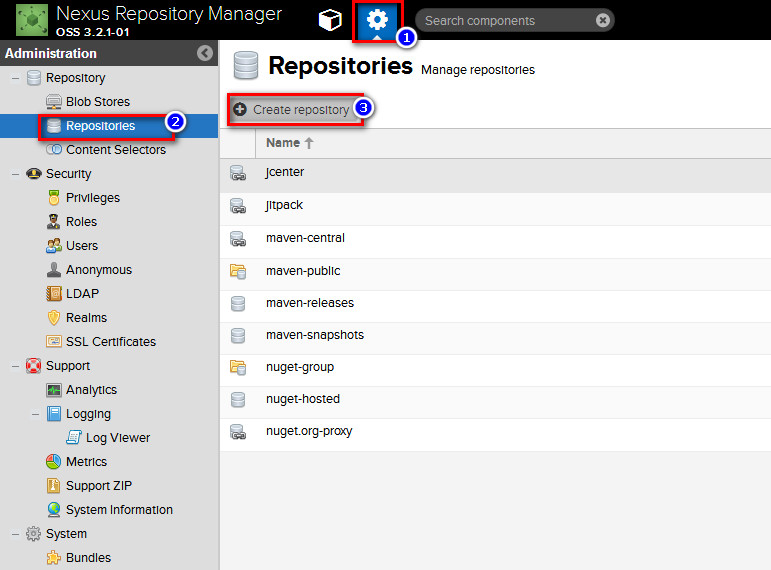 Nexus Repository Manager
OSS 3.2.1-01
Search components
1
Administration
Repository
Blob Stores
Repositories
2
Content Selectors
Security
Privileges
Roles
Users
Anonymous
LDAP
Realms
SSL Certificates
Support
Analytics
Logging
Log Viewer
Metrics
Support ZIP
System Information
System
Bundles
Repositories Manage repositories
Create repository
3
Name
jcenter
jitpack
maven-central
maven-public
maven-releases
maven-snapshots
nuget-group
nuget-hosted
nuget.org-proxy